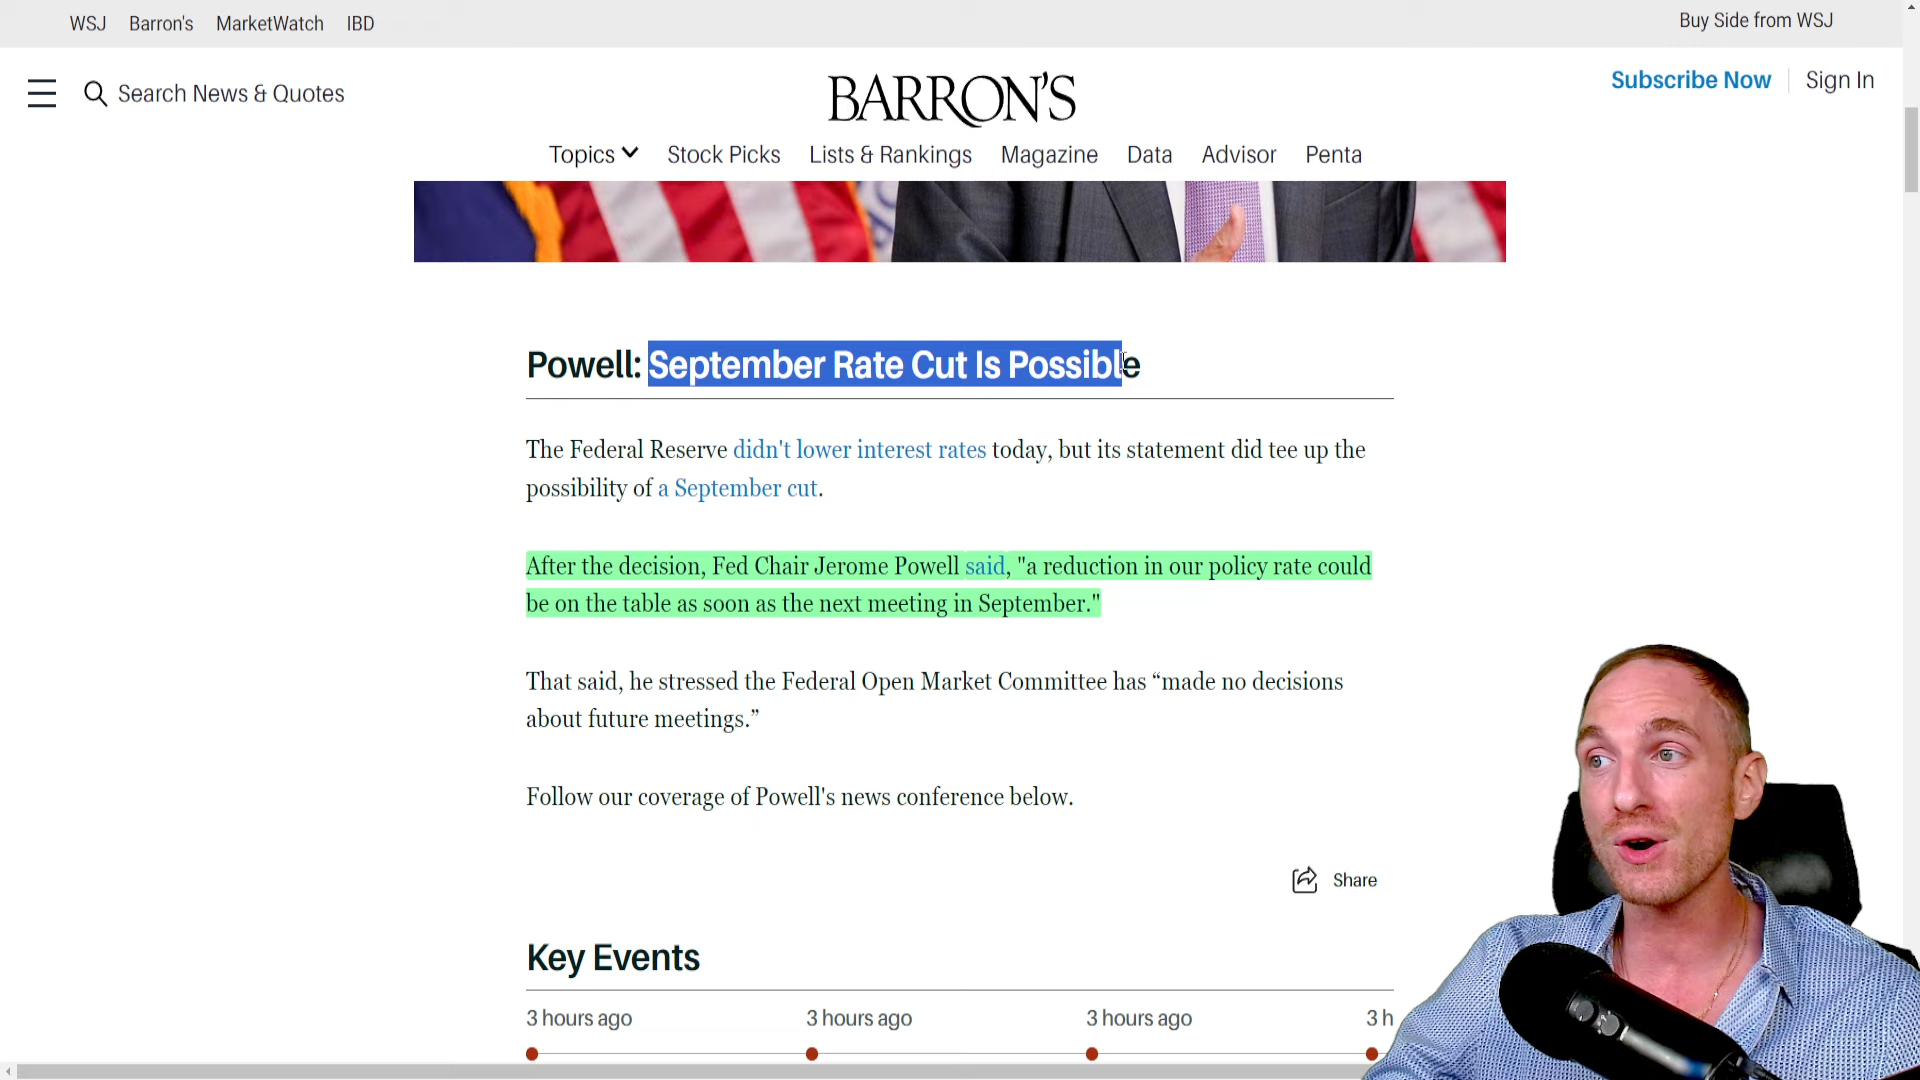 WSJ Barron's MarketWatch IBD Buy Side from WSJ
Search News & Quotes BARRON'S Subscribe Now Sign In
Topics Stock Picks Lists & Rankings Magazine Data Advisor Penta
Powell: September Rate Cut Is Possible
The Federal Reserve didn't lower interest rates today, but its statement did tee up the
possibility of a September cut.
After the decision, Fed Chair Jerome Powell said, "a reduction in our policy rate could
be on the table as soon as the next meeting in September."
That said, he stressed the Federal Open Market Committee has “made no decisions
about future meetings.”
Follow our coverage of Powell's news conference below.
Share
Key Events
3 hours ago 3 hours ago 3 hours ago 3 h